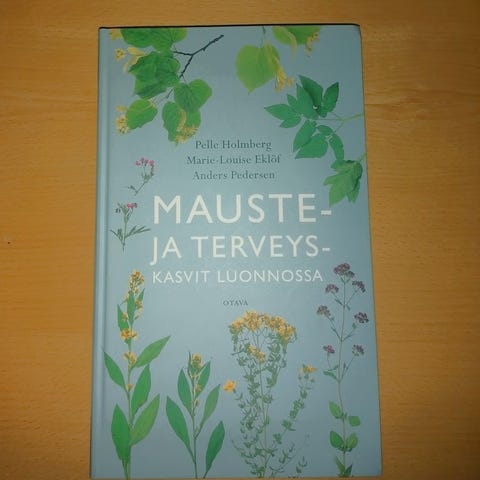 Pelle Holmberg
Marie-Louise Eklöf
Anders Pedersen
MAUSTE-
JA TERVEYS-
KASVIT LUONNOSSA
OTAVA